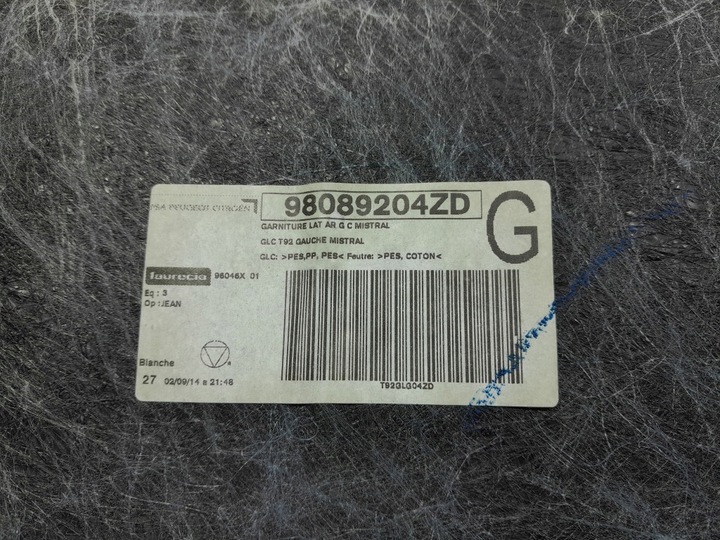 PSA PEUGEOT CITROËN
98089204ZD
G
GARNITURE LAT AR G C MISTRAL
GLC T92 GAUCHE MISTRAL
GLC: >PES,PP, PES< Feutre: >PES, COTON<
faurecia 96046X 01
Eq : 3
Op :JEAN
Blanche
27 02/09/14 à 21:48
T92GLG04ZD